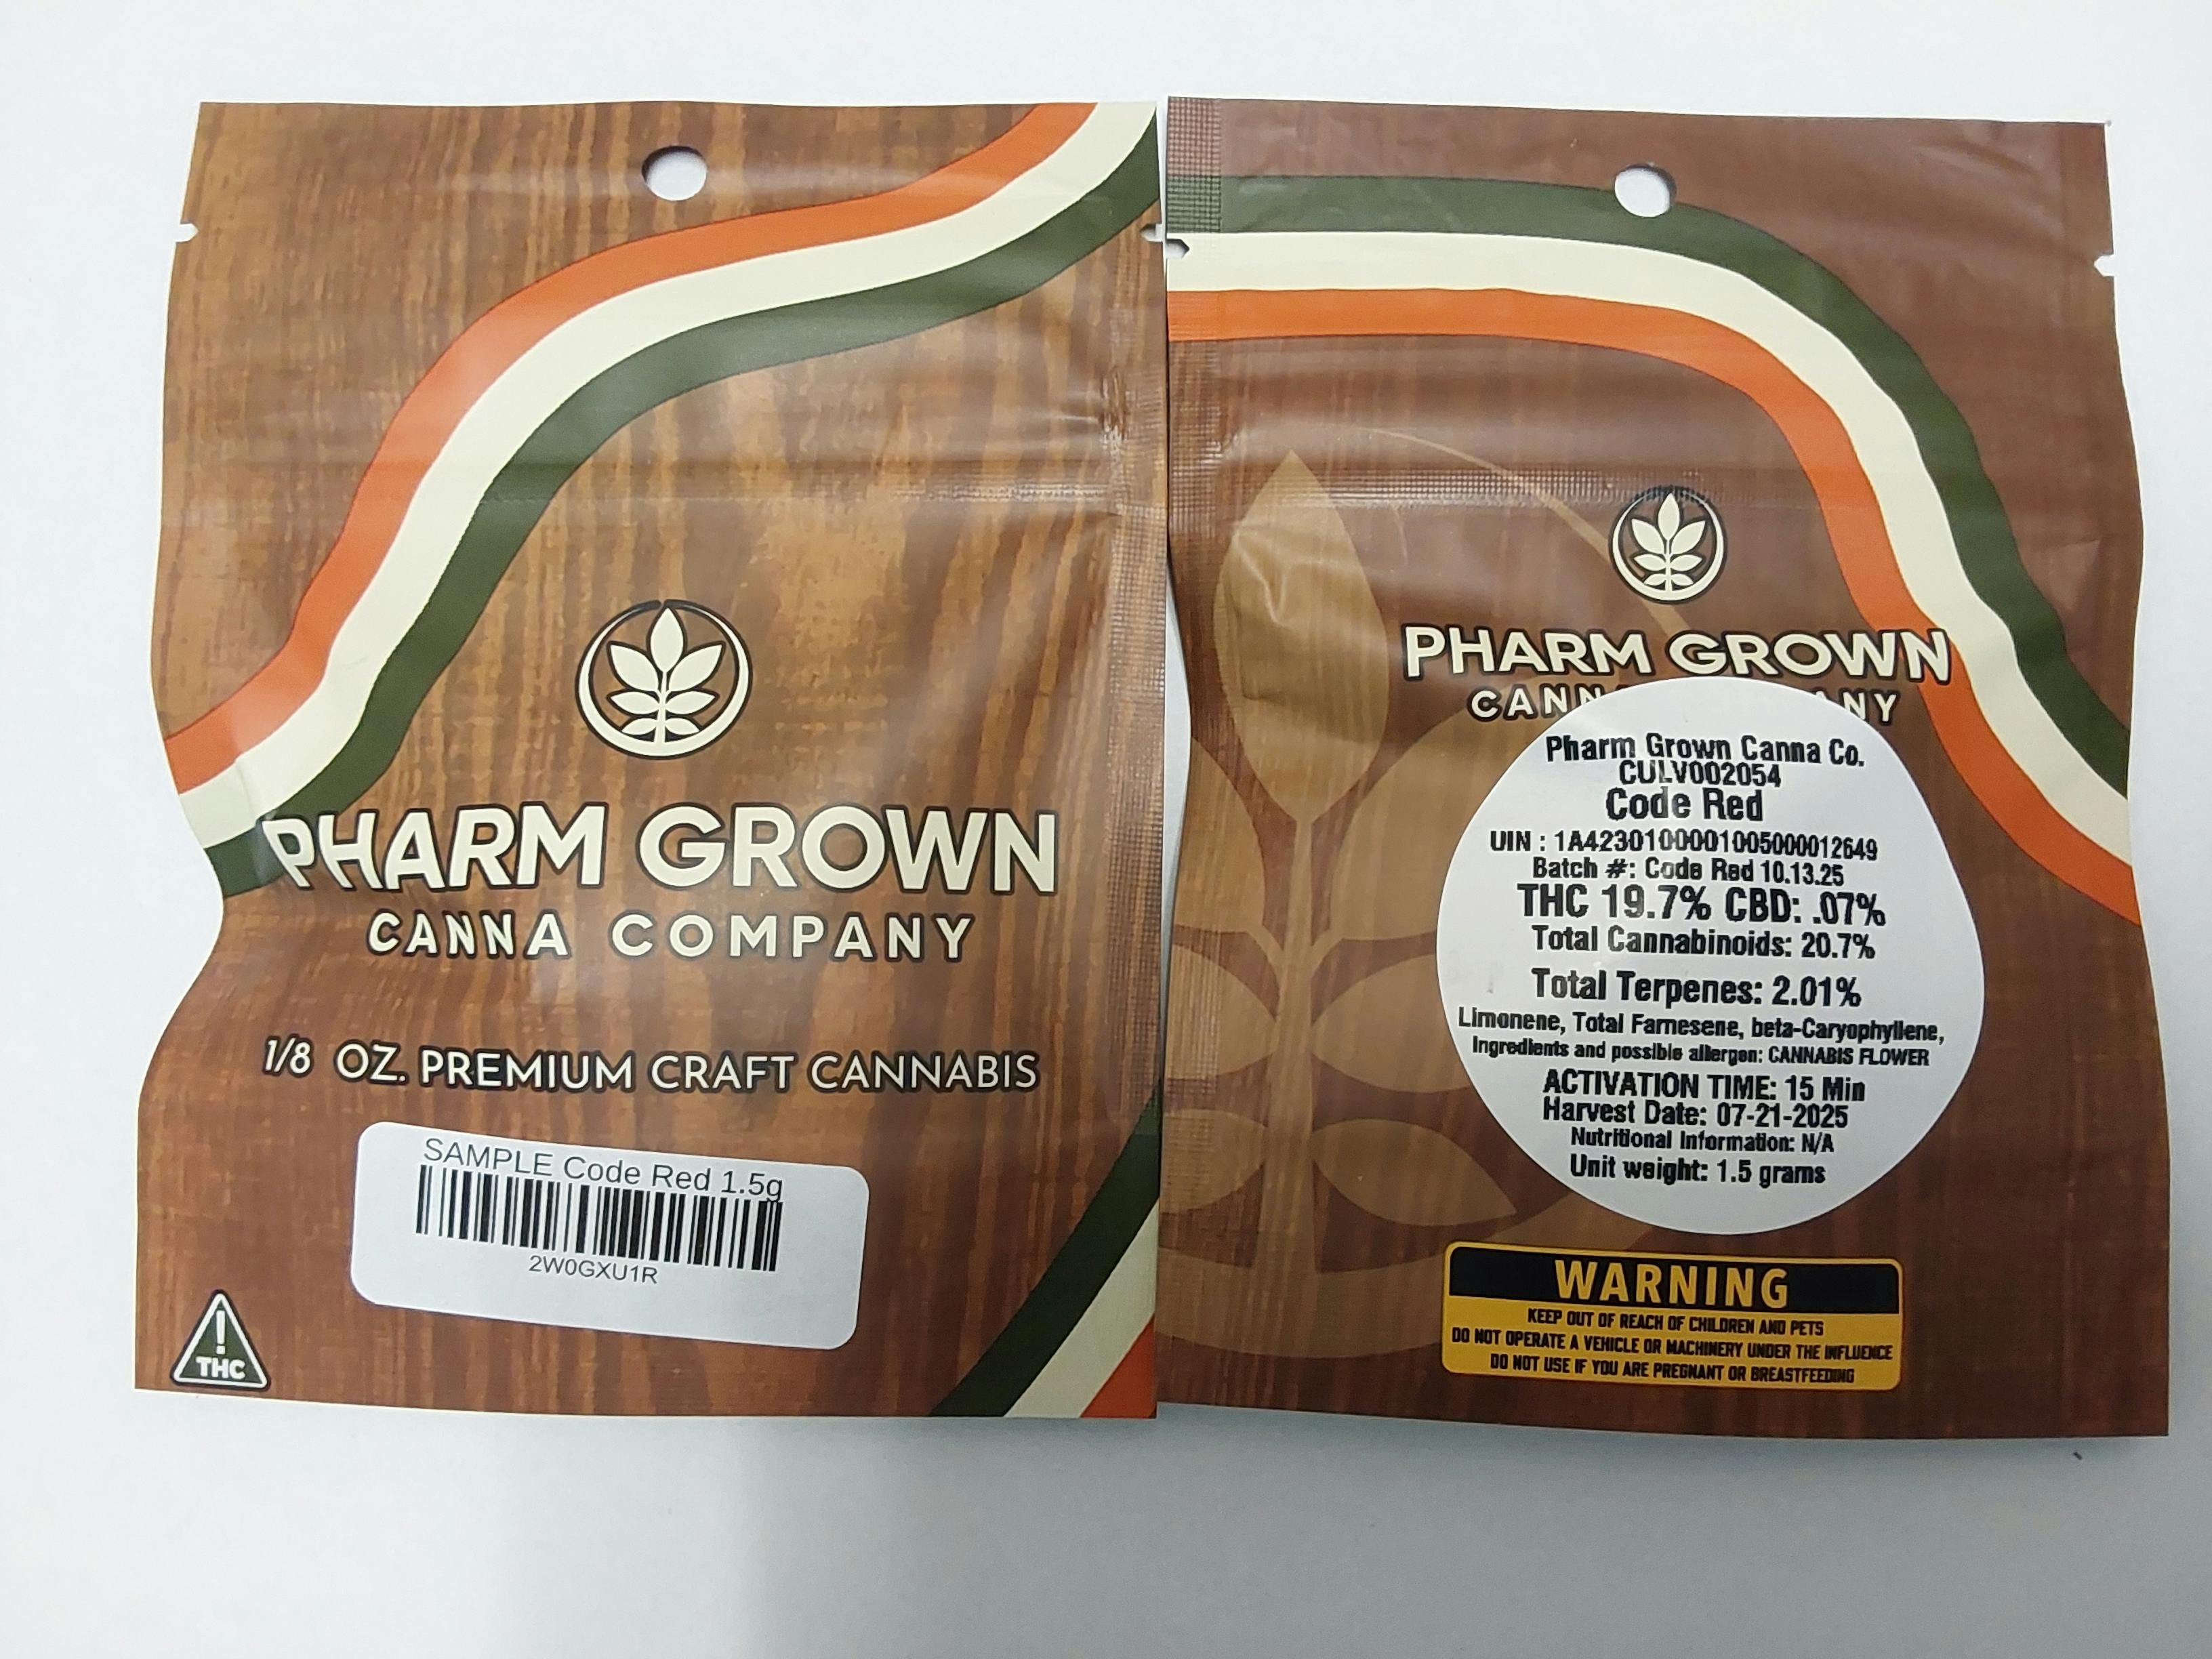 PHARM GROWN
CANNA COMPANY
1/8 OZ. PREMIUM CRAFT CANNABIS
SAMPLE Code Red 1.5g
2W0GXU1R
!
THC
PHARM GROWN
CANN NY
Pharm Grown Canna Co.
CULV002054
Code Red
UIN : 1A4230100001005000012649
Batch #: Code Red 10.13.25
THC 19.7% CBD: .07%
Total Cannabinoids: 20.7%
Total Terpenes: 2.01%
Limonene, Total Farnesene, beta-Caryophyllene,
Ingredients and possible allergen: CANNABIS FLOWER
ACTIVATION TIME: 15 Min
Harvest Date: 07-21-2025
Nutritional Information: N/A
Unit weight: 1.5 grams
WARNING
KEEP OUT OF REACH OF CHILDREN AND PETS
DO NOT OPERATE A VEHICLE OR MACHINERY UNDER THE INFLUENCE
DO NOT USE IF YOU ARE PREGNANT OR BREASTFEEDING